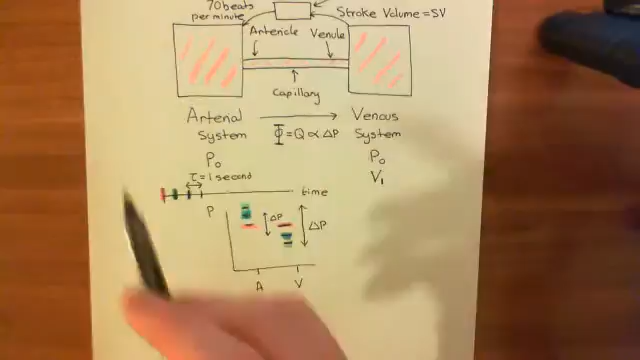 70 beats
per minute
Stroke Volume = SV
Arteriole
Venule
Capillary
Arterial
System
Φ = Q ∝ ΔP
Venous
System
P₀
P₀
V₁
τ = 1 second
time
P
ΔP
ΔP
A
V